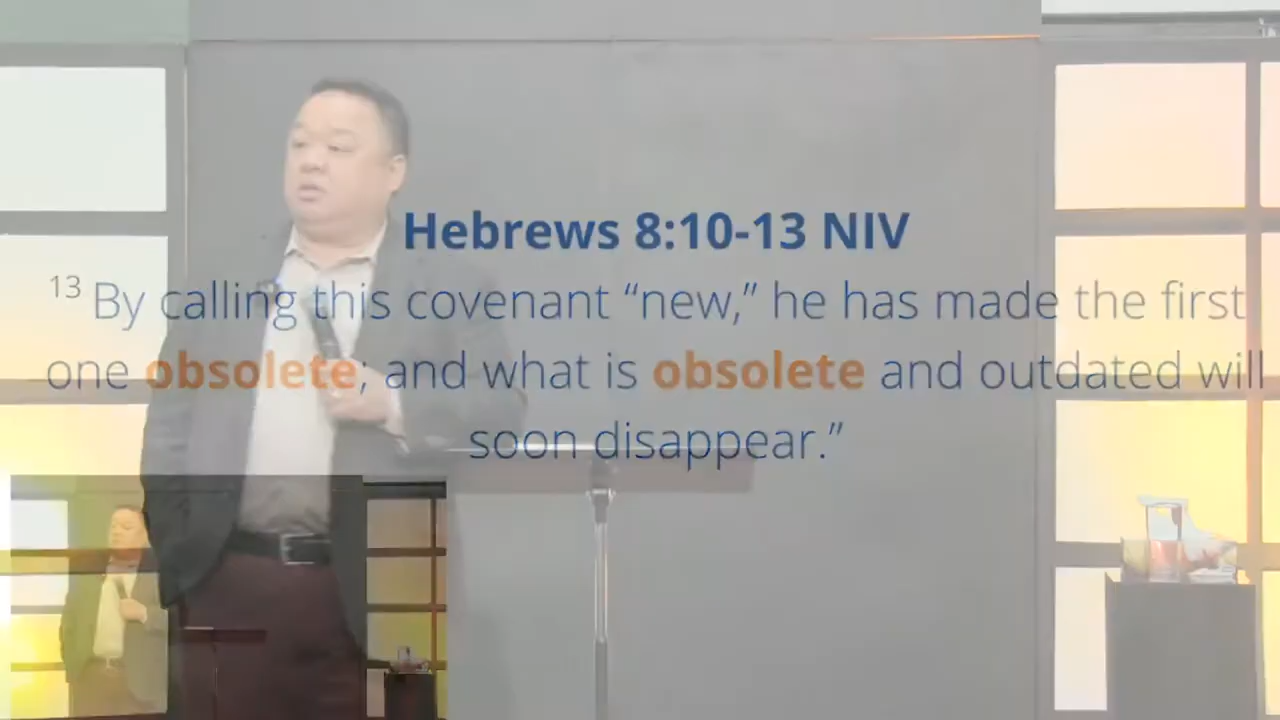 Hebrews 8:10-13 NIV
13 By calling this covenant “new,” he has made the first
one obsolete; and what is obsolete and outdated will
soon disappear.”